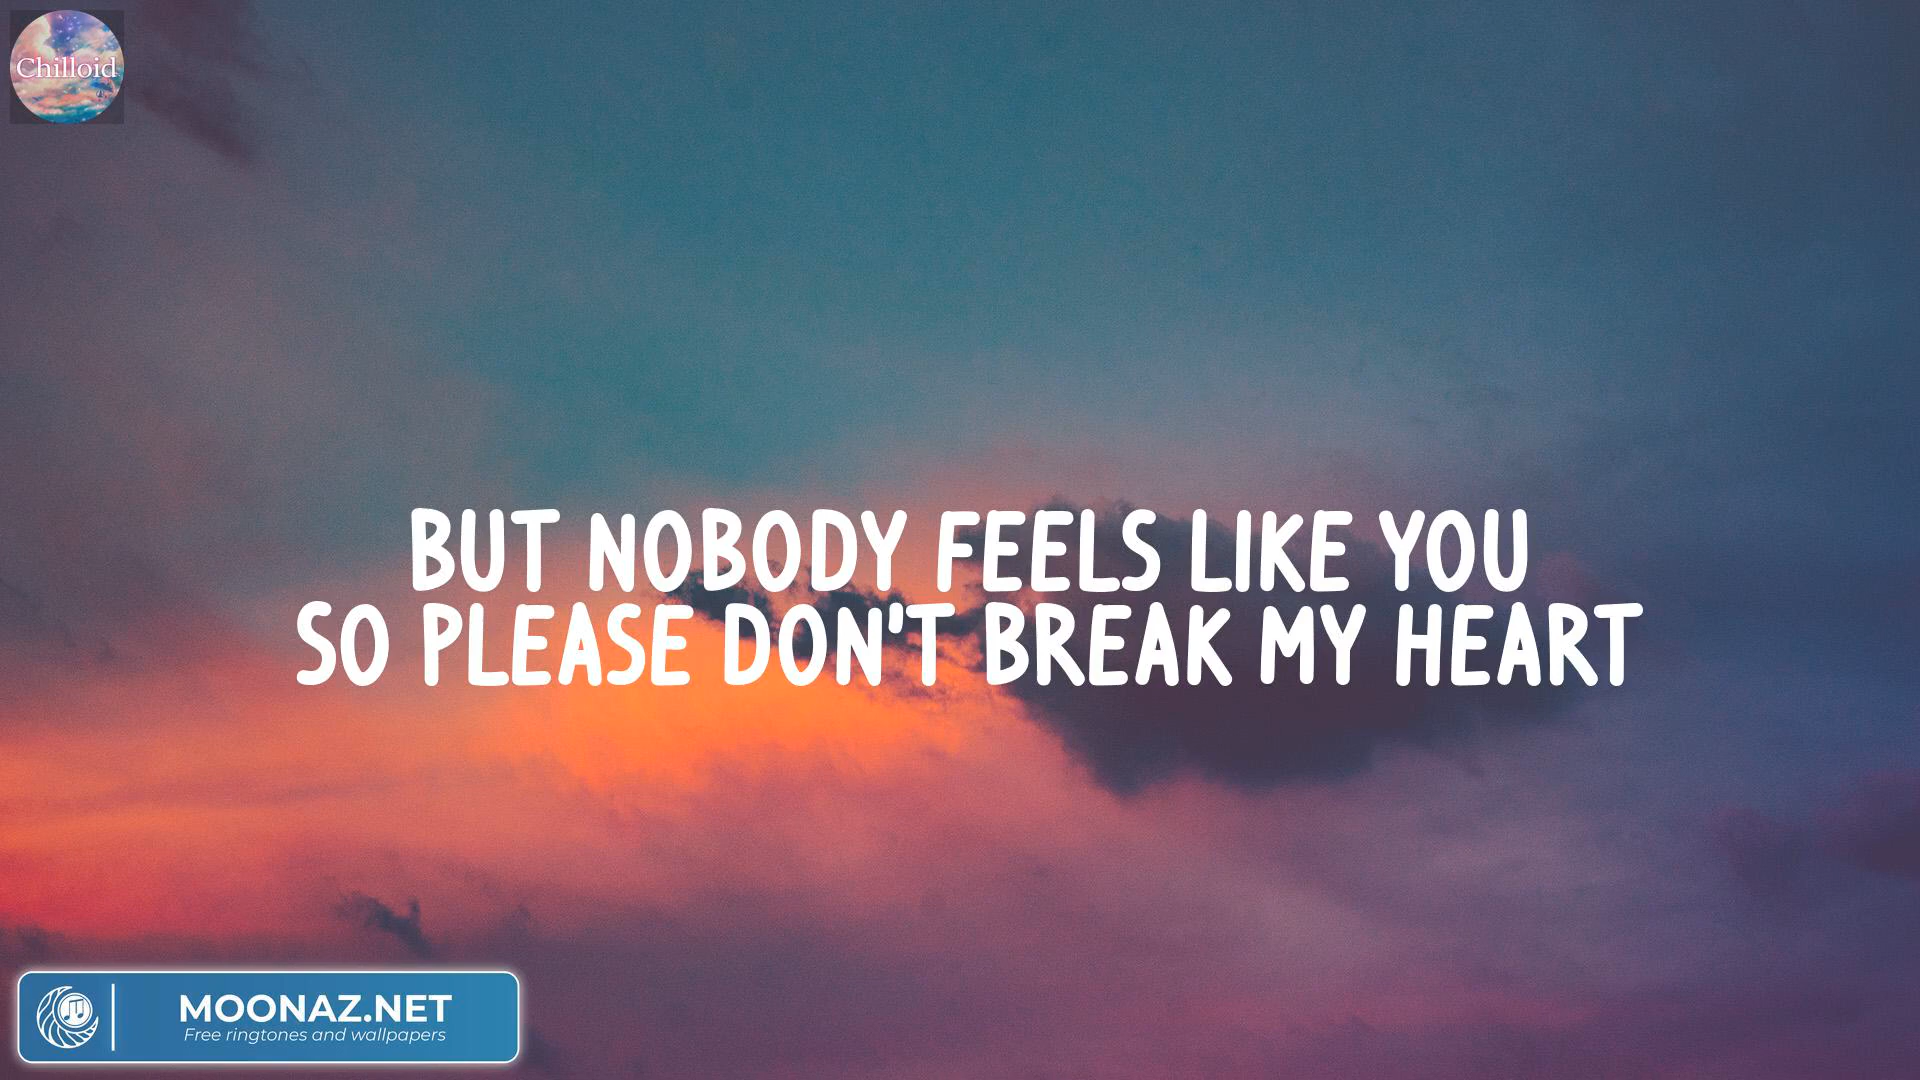 Chilloid
BUT NOBODY FEELS LIKE YOU
SO PLEASE DON'T BREAK MY HEART
MOONAZ.NET
Free ringtones and wallpapers